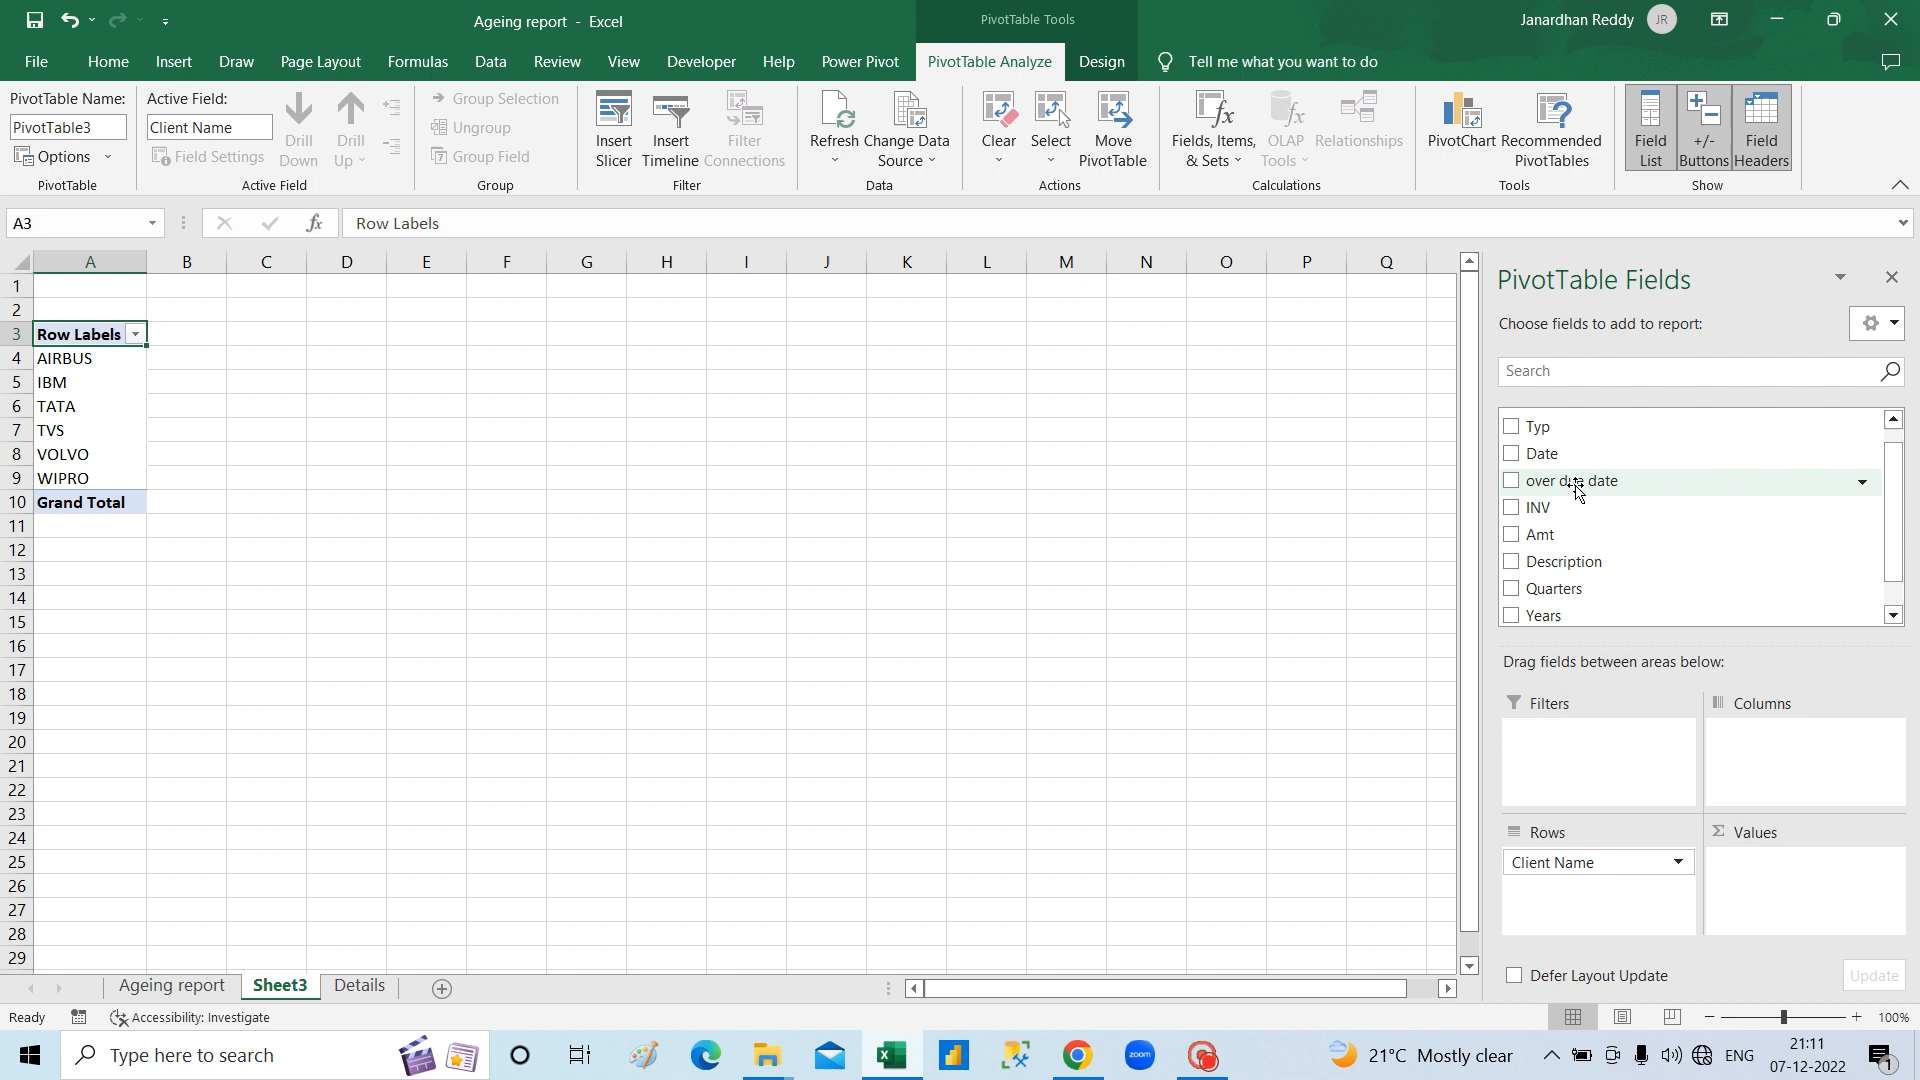 Ageing report - Excel
PivotTable Tools
Janardhan Reddy
JR
File Home Insert Draw Page Layout Formulas Data Review View Developer Help Power Pivot PivotTable Analyze Design Tell me what you want to do
PivotTable Name:
PivotTable3
Options
PivotTable
Active Field:
Client Name
Field Settings
Drill Down
Drill Up
Active Field
Group Selection
Ungroup
Group Field
Group
Insert Slicer
Insert Timeline
Filter Connections
Filter
Refresh
Change Data Source
Data
Clear
Select
Move PivotTable
Actions
Fields, Items, & Sets
OLAP Tools
Relationships
Calculations
PivotChart
Recommended PivotTables
Tools
Field List
+/- Buttons
Field Headers
Show
A3
fx
Row Labels
A B C D E F G H I J K L M N O P Q
1
2
3 Row Labels
4 AIRBUS
5 IBM
6 TATA
7 TVS
8 VOLVO
9 WIPRO
10 Grand Total
11
12
13
14
15
16
17
18
19
20
21
22
23
24
25
26
27
28
29
PivotTable Fields
Choose fields to add to report:
Search
Typ
Date
over due date
INV
Amt
Description
Quarters
Years
Drag fields between areas below:
Filters
Columns
Rows
Σ Values
Client Name
Defer Layout Update
Update
Ageing report Sheet3 Details
Ready
Accessibility: Investigate
100%
Type here to search
zoom
21°C Mostly clear
ENG
21:11
07-12-2022
1